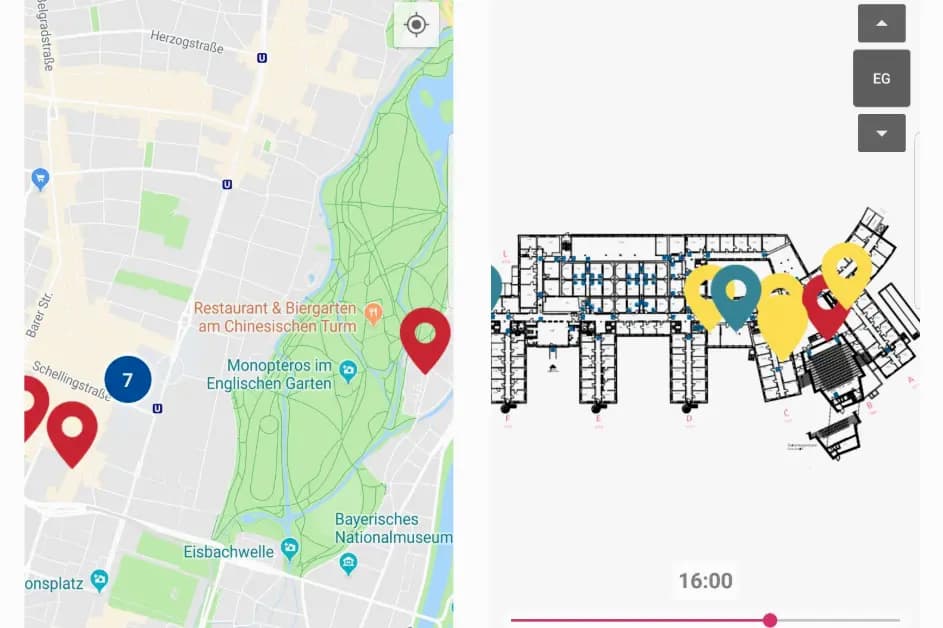 elgradstraße
Herzogstraße
U
U
Barer Str.
Restaurant & Biergarten
am Chinesischen Turm
Monopteros im
Englischen Garten
Schellingstraße
7
U
Bayerisches
Nationalmuseum
Eisbachwelle
onsplatz
EG
F
E
D
C
B
A
16:00